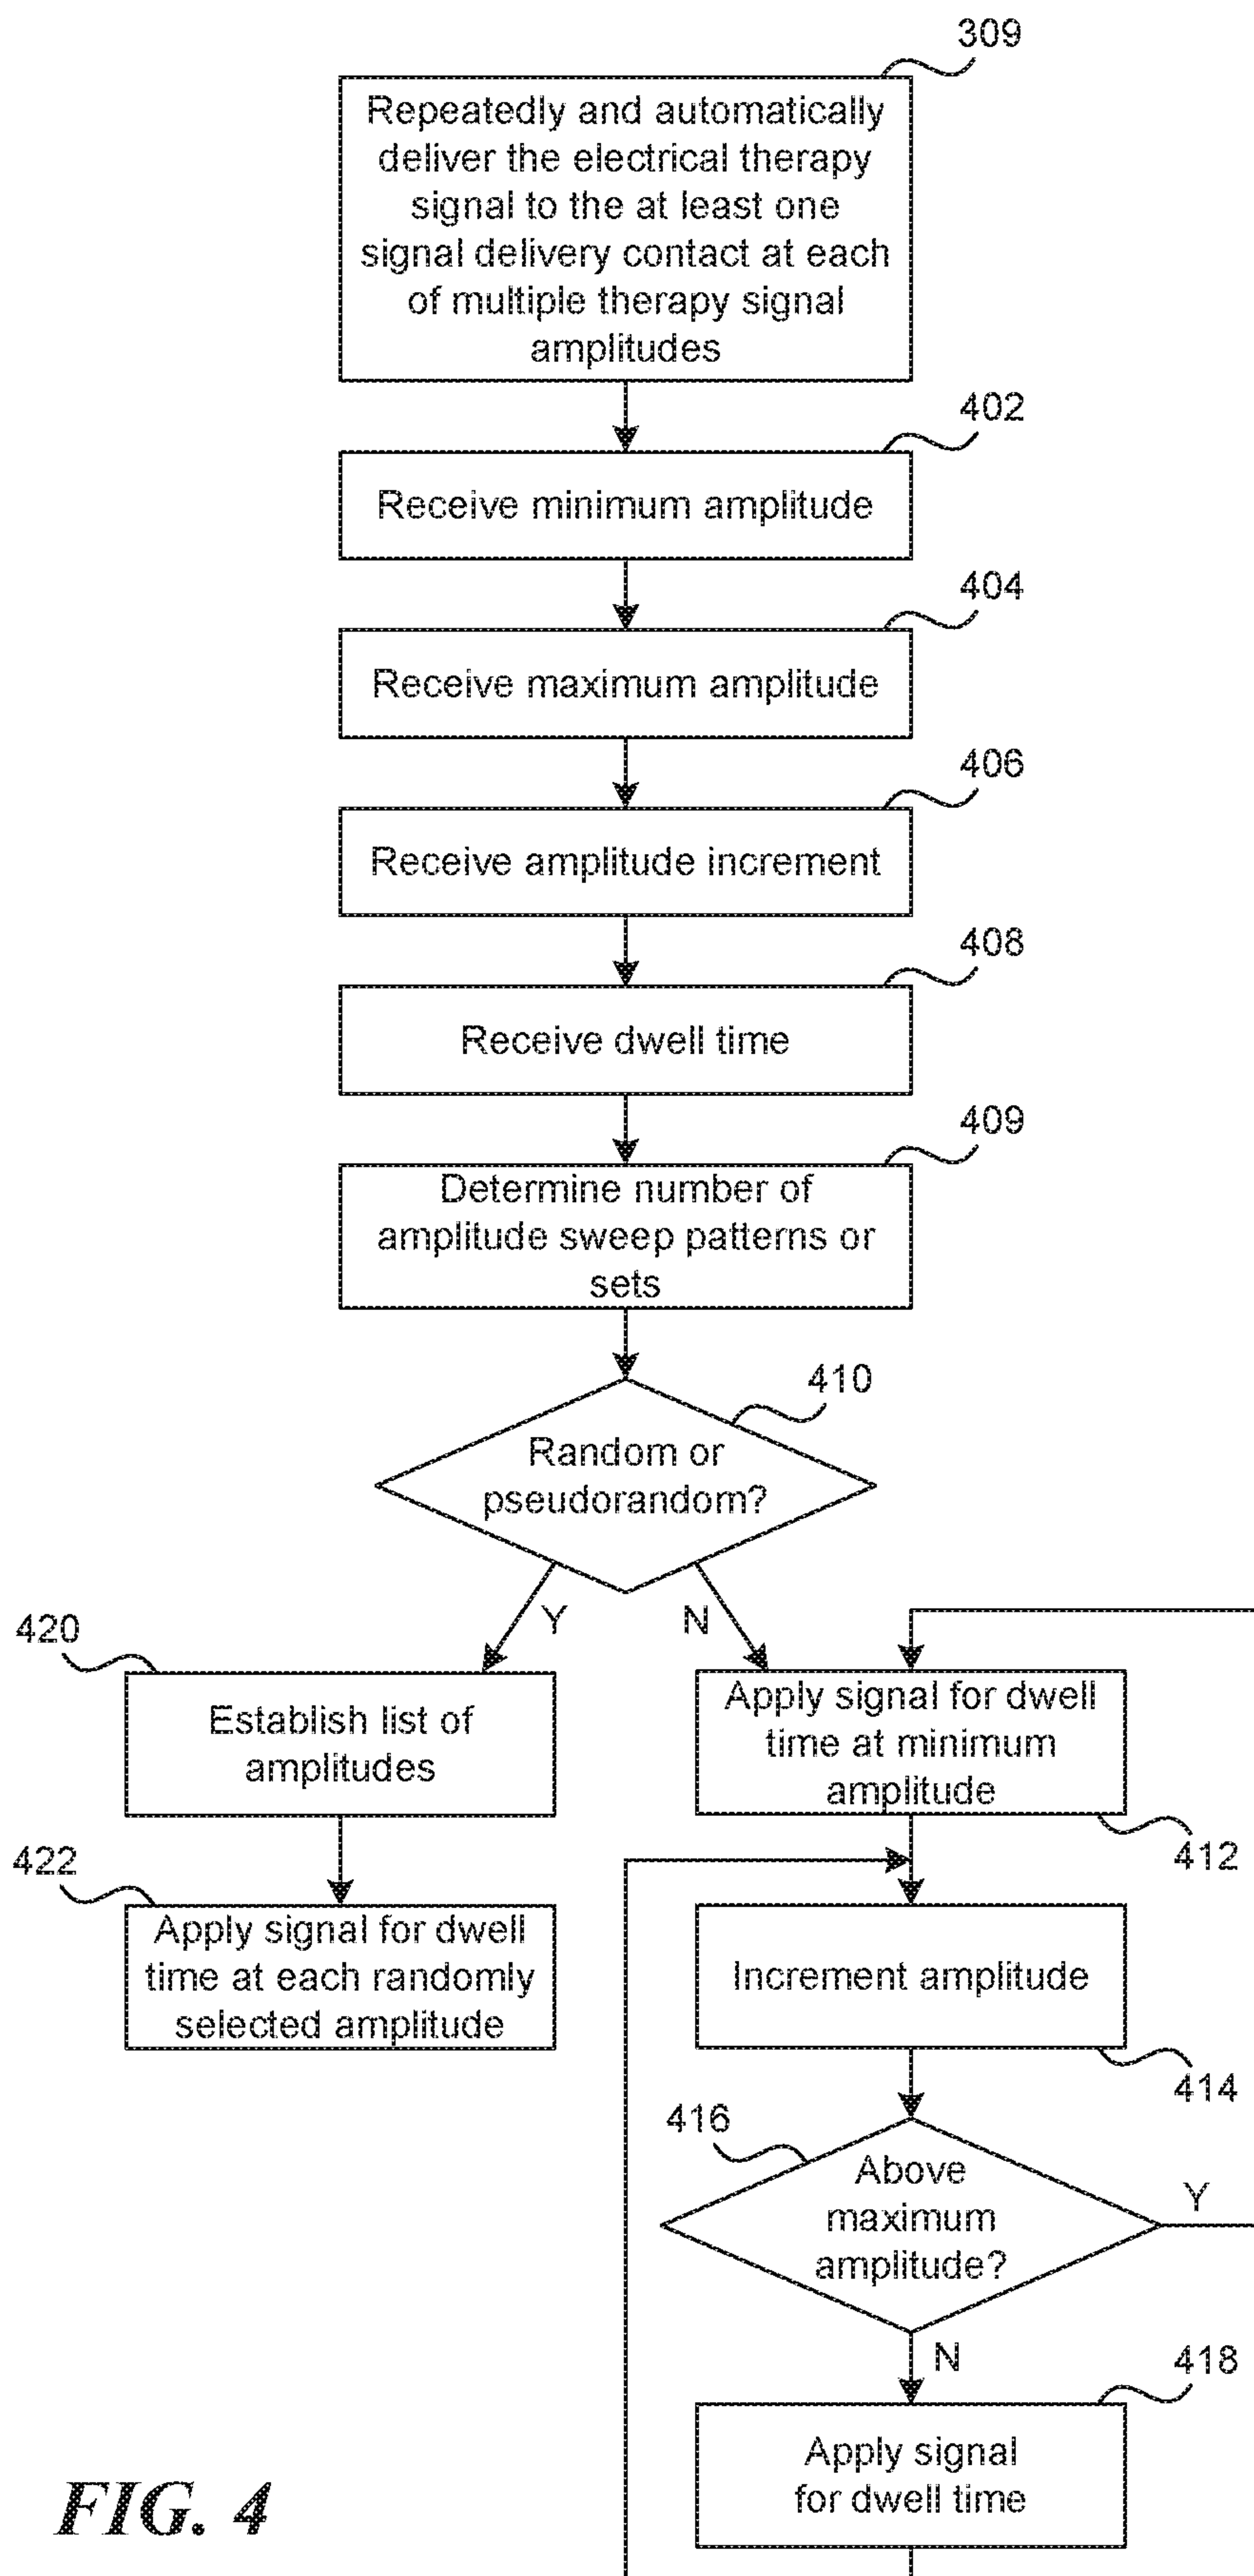 309
Repeatedly and automatically
deliver the electrical therapy
signal to the at least one
signal delivery contact at each
of multiple therapy signal
amplitudes
402
Receive minimum amplitude
404
Receive maximum amplitude
406
Receive amplitude increment
408
Receive dwell time
409
Determine number of
amplitude sweep patterns or
sets
410
Random or
pseudorandom?
Y
N
420
Establish list of
amplitudes
422
Apply signal for dwell
time at each randomly
selected amplitude
Apply signal for dwell
time at minimum
amplitude
412
Increment amplitude
414
416
Above
maximum
amplitude?
Y
N
418
Apply signal
for dwell time
FIG. 4